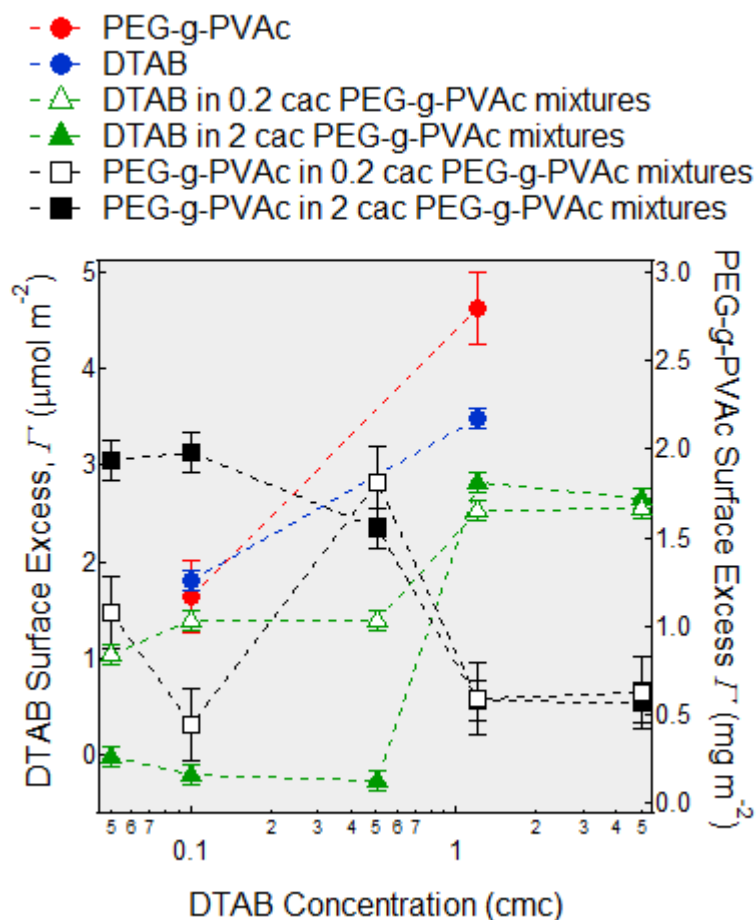 PEG-g-PVAc
DTAB
DTAB in 0.2 cac PEG-g-PVAc mixtures
DTAB in 2 cac PEG-g-PVAc mixtures
PEG-g-PVAc in 0.2 cac PEG-g-PVAc mixtures
PEG-g-PVAc in 2 cac PEG-g-PVAc mixtures
DTAB Surface Excess, Γ (μmol m⁻²)
5
4
3
2
1
0
PEG-g-PVAc Surface Excess Γ (mg m⁻²)
3.0
2.5
2.0
1.5
1.0
0.5
0.0
5 6 7 2 3 4 5 6 7 2 3 4 5
0.1 1
DTAB Concentration (cmc)